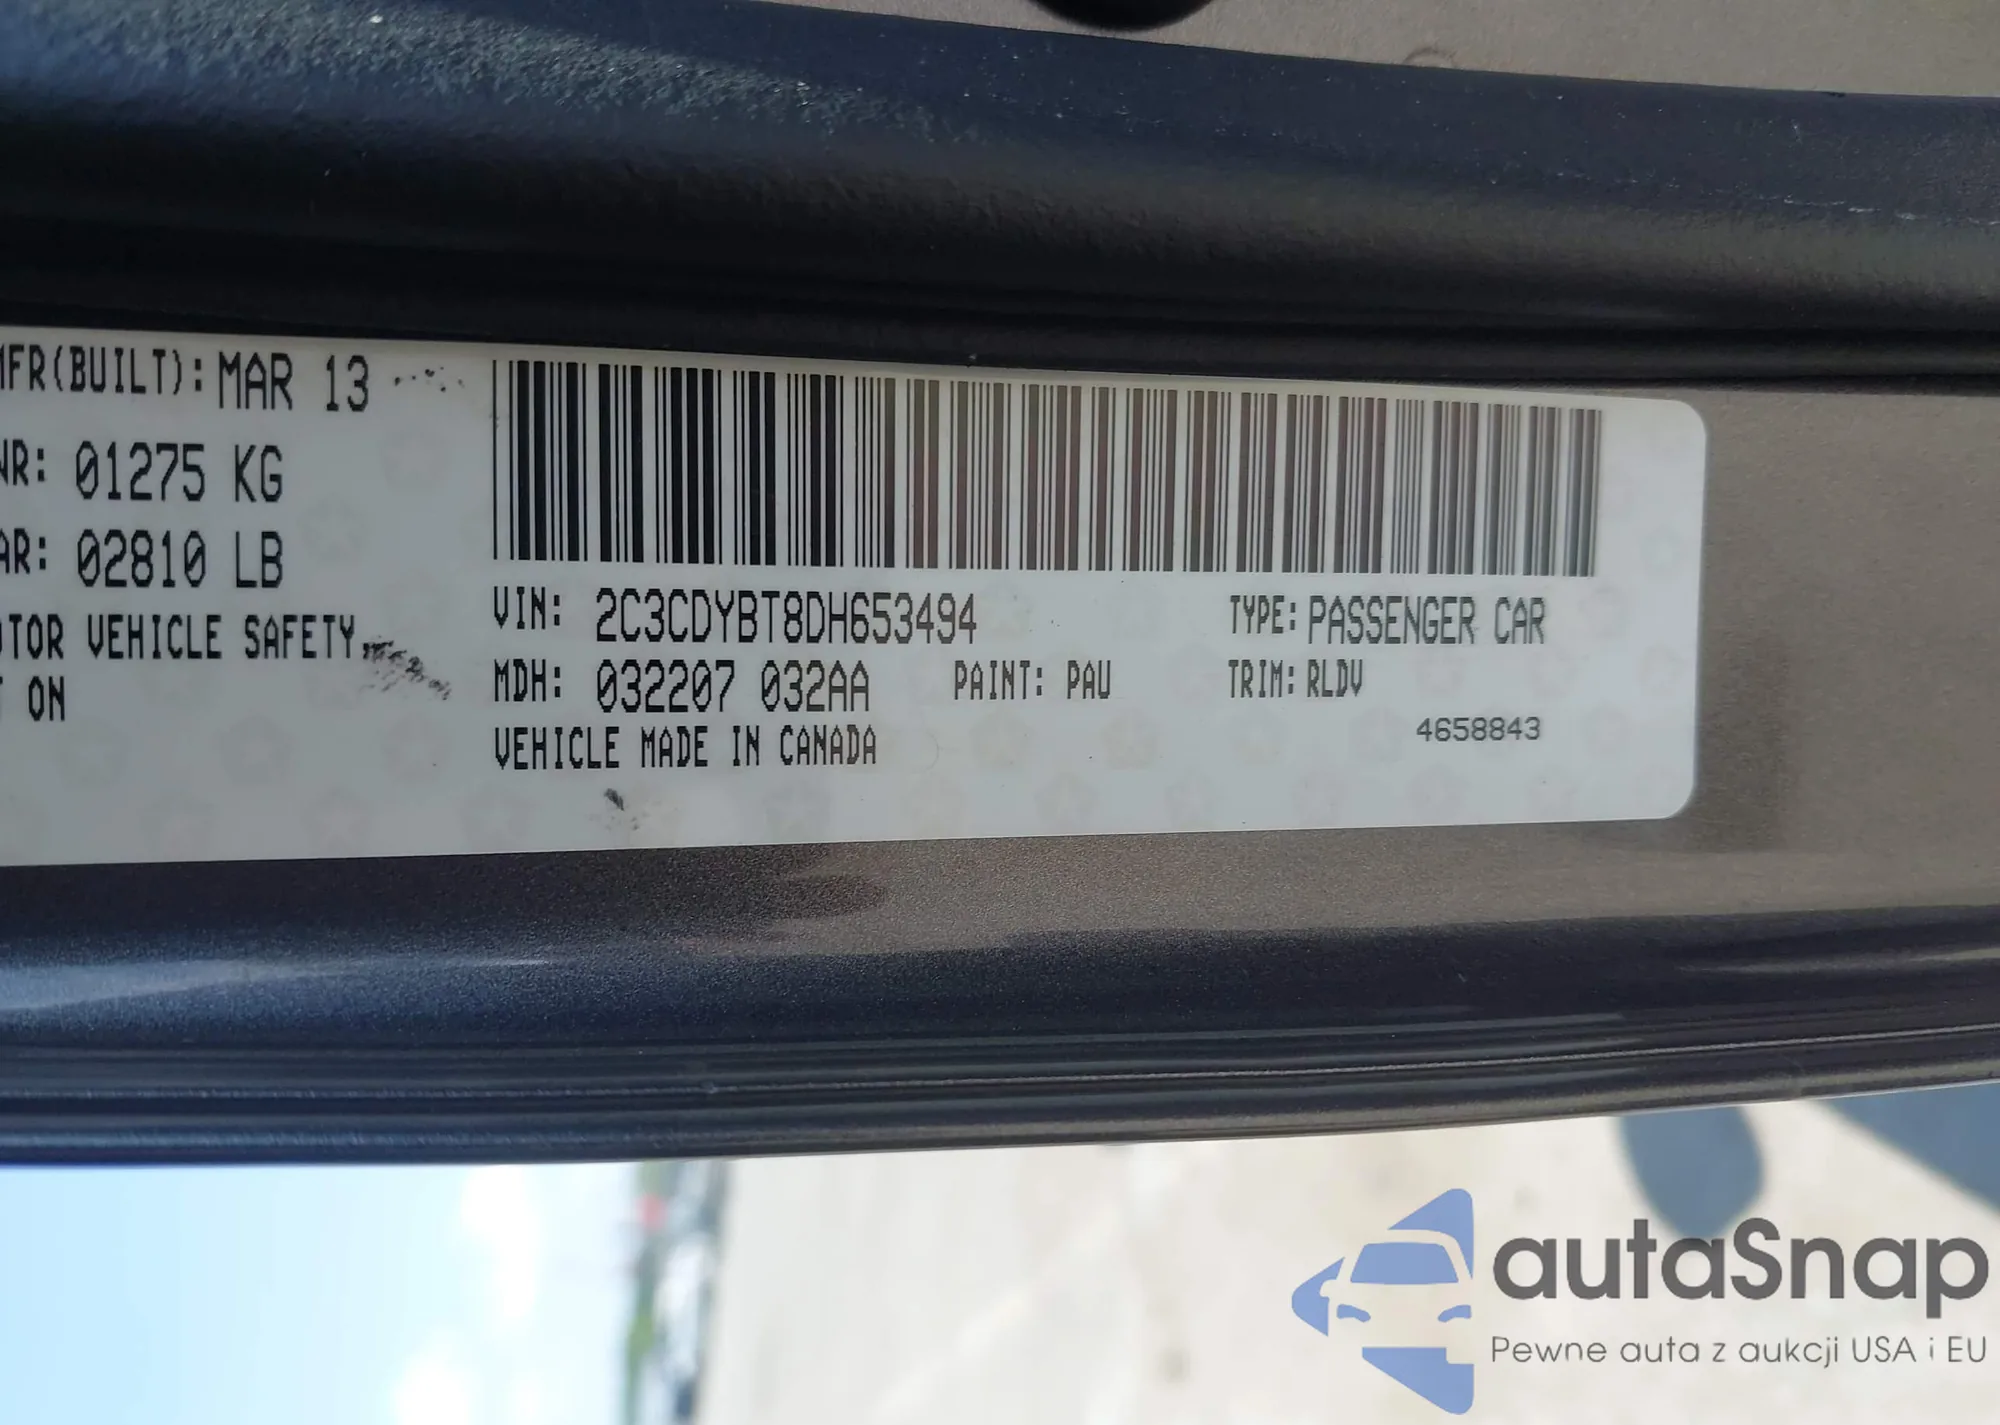 MFR(BUILT): MAR 13
WR: 01275 KG
AR: 02810 LB
OTOR VEHICLE SAFETY
T ON
VIN: 2C3CDYBT8DH653494
TYPE: PASSENGER CAR
MDH: 032207 032AA
PAINT: PAU
TRIM: RLDV
VEHICLE MADE IN CANADA
4658843
autaSnap
Pewne auta z aukcji USA i EU